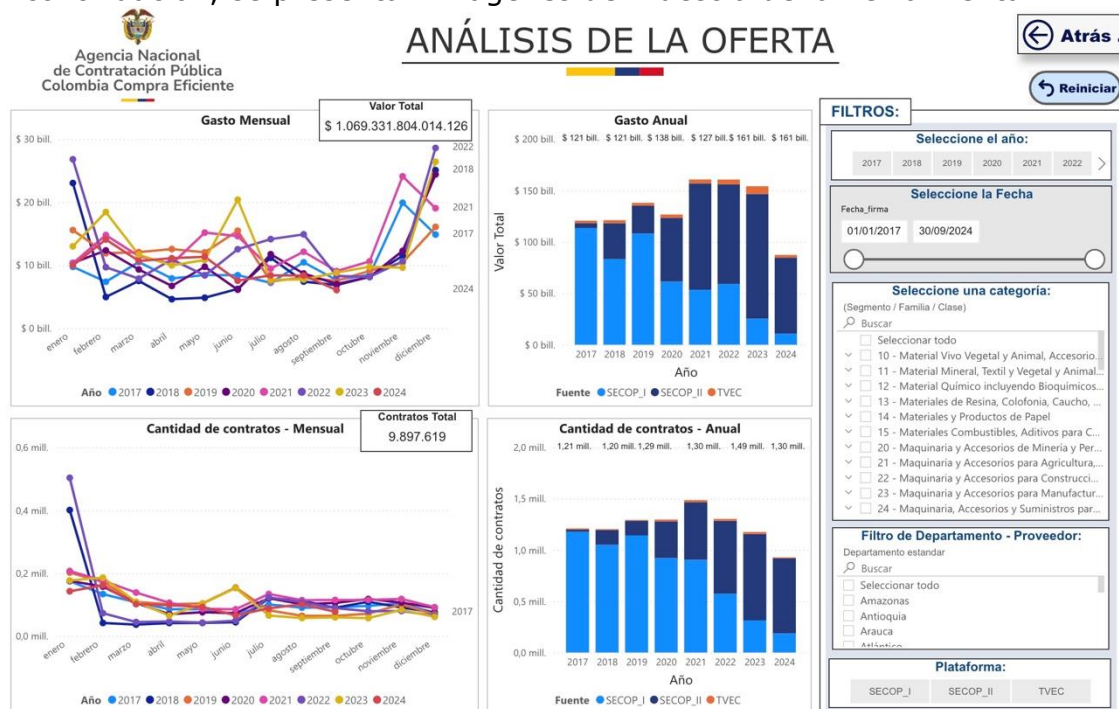 Agencia Nacional
de Contratación Pública
Colombia Compra Eficiente
ANÁLISIS DE LA OFERTA
Atrás
Reiniciar
Gasto Mensual
Valor Total
$ 1.069.331.804.014.126
$ 30 bill.
$ 20 bill.
$ 10 bill.
$ 0 bill.
2022
2018
2021
2017
2024
enero
febrero
marzo
abril
mayo
junio
julio
agosto
septiembre
octubre
noviembre
diciembre
Año 2017 2018 2019 2020 2021 2022 2023 2024
Gasto Anual
$ 121 bill. $ 121 bill. $ 138 bill. $ 127 bill. $ 161 bill. $ 161 bill.
Valor Total
$ 200 bill.
$ 150 bill.
$ 100 bill.
$ 50 bill.
$ 0 bill.
2017 2018 2019 2020 2021 2022 2023 2024
Año
Fuente SECOP_I SECOP_II TVEC
Cantidad de contratos - Mensual
Contratos Total
9.897.619
0,6 mill.
0,4 mill.
0,2 mill.
0,0 mill.
2017
enero
febrero
marzo
abril
mayo
junio
julio
agosto
septiembre
octubre
noviembre
diciembre
Año 2017 2018 2019 2020 2021 2022 2023 2024
Cantidad de contratos - Anual
1,21 mill. 1,20 mill. 1,29 mill. 1,30 mill. 1,49 mill. 1,30 mill.
Cantidad de contratos
2,0 mill.
1,5 mill.
1,0 mill.
0,5 mill.
0,0 mill.
2017 2018 2019 2020 2021 2022 2023 2024
Año
Fuente SECOP_I SECOP_II TVEC
FILTROS:
Seleccione el año:
2017 2018 2019 2020 2021 2022
Seleccione la Fecha
Fecha_firma
01/01/2017 30/09/2024
Seleccione una categoría:
(Segmento / Familia / Clase)
Buscar
Seleccionar todo
10 - Material Vivo Vegetal y Animal, Accesorio...
11 - Material Mineral, Textil y Vegetal y Animal...
12 - Material Químico incluyendo Bioquímicos...
13 - Materiales de Resina, Colofonia, Caucho, ...
14 - Materiales y Productos de Papel
15 - Materiales Combustibles, Aditivos para C...
20 - Maquinaria y Accesorios de Minería y Per...
21 - Maquinaria y Accesorios para Agricultura,...
22 - Maquinaria y Accesorios para Construcci...
23 - Maquinaria y Accesorios para Manufactur...
24 - Maquinaria, Accesorios y Suministros par...
Filtro de Departamento - Proveedor:
Departamento estandar
Buscar
Seleccionar todo
Amazonas
Antioquia
Arauca
Atlántico
Plataforma:
SECOP_I SECOP_II TVEC